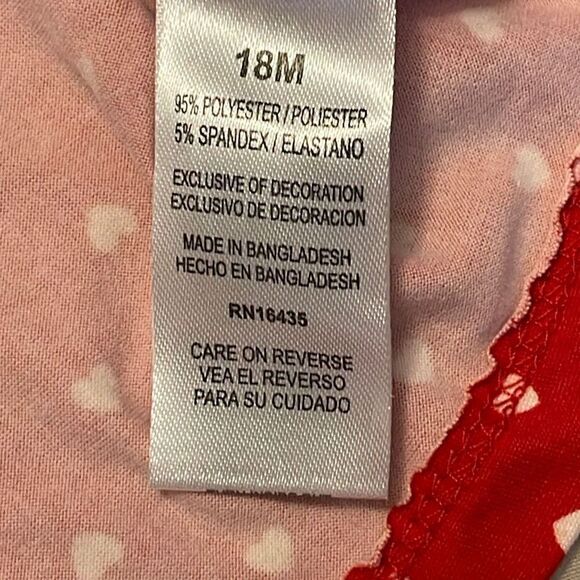 18M
95% POLYESTER / POLIESTER
5% SPANDEX / ELASTANO
EXCLUSIVE OF DECORATION
EXCLUSIVO DE DECORACION
MADE IN BANGLADESH
HECHO EN BANGLADESH
RN16435
CARE ON REVERSE
VEA EL REVERSO
PARA SU CUIDADO